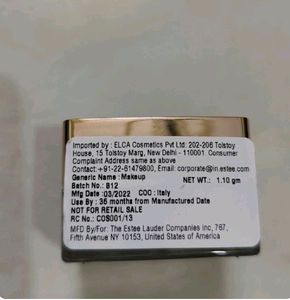 Imported by : ELCA Cosmetics Pvt Ltd. 202-206 Tolstoy
House, 15 Tolstoy Marg, New Delhi - 110001. Consumer
Complaint Address same as above
Contact:+91-22-61479800, Email: corporate@in.estee.com
Generic Name : Makeup
Batch No. : B12 NET WT.: 1.10 gm
Mfg Date: 03/2022 COO : Italy
Use By : 36 months from Manufactured Date
NOT FOR RETAIL SALE
RC No.: COS001/13
MFD By/For: The Estee Lauder Companies Inc, 767,
Fifth Avenue NY 10153, United States of America